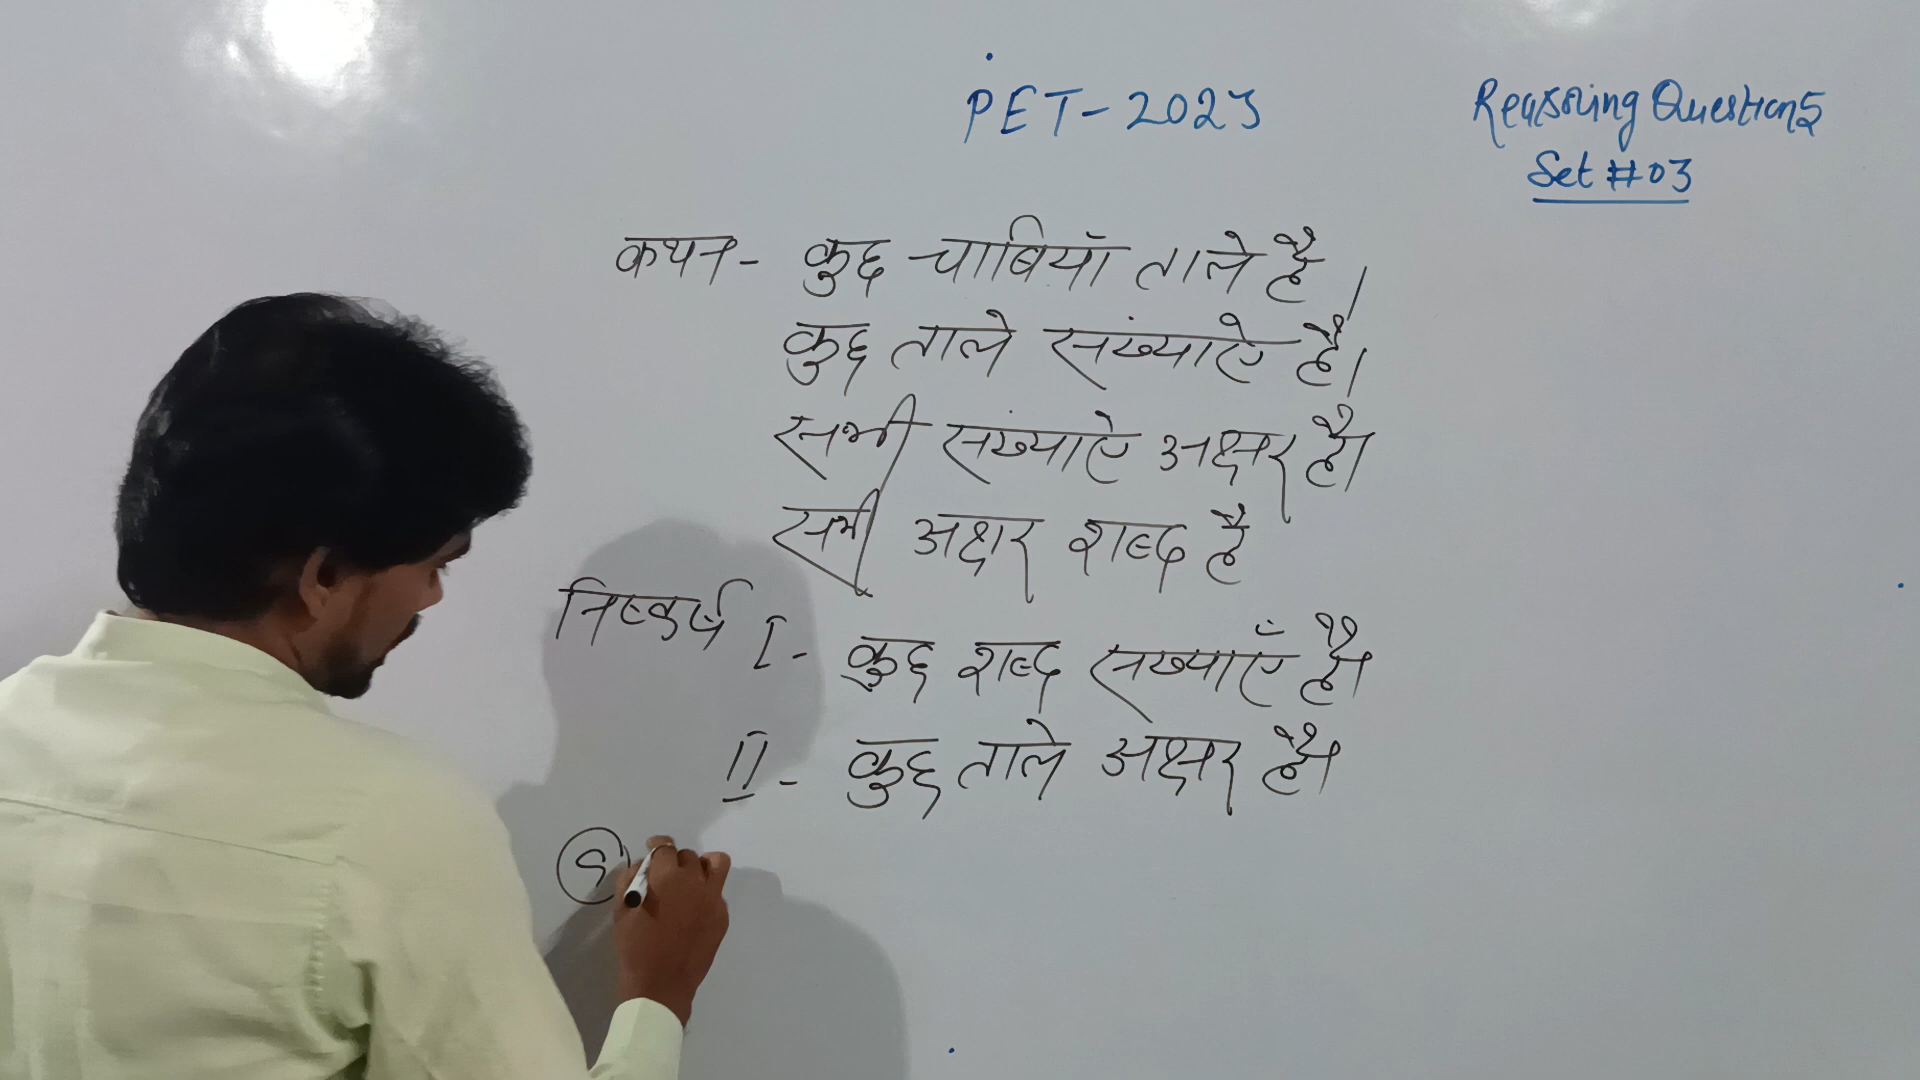 PET-2023
Reasoning Questions
Set #03
कथन- कुछ चाबियाँ ताले है।
कुछ ताले संख्याऐ है।
सभी संख्याऐ अक्षर है।
सभी अक्षर शब्द है
निष्कर्ष I- कुछ शब्द सख्याएँ है।
II- कुछ ताले अक्षर है।